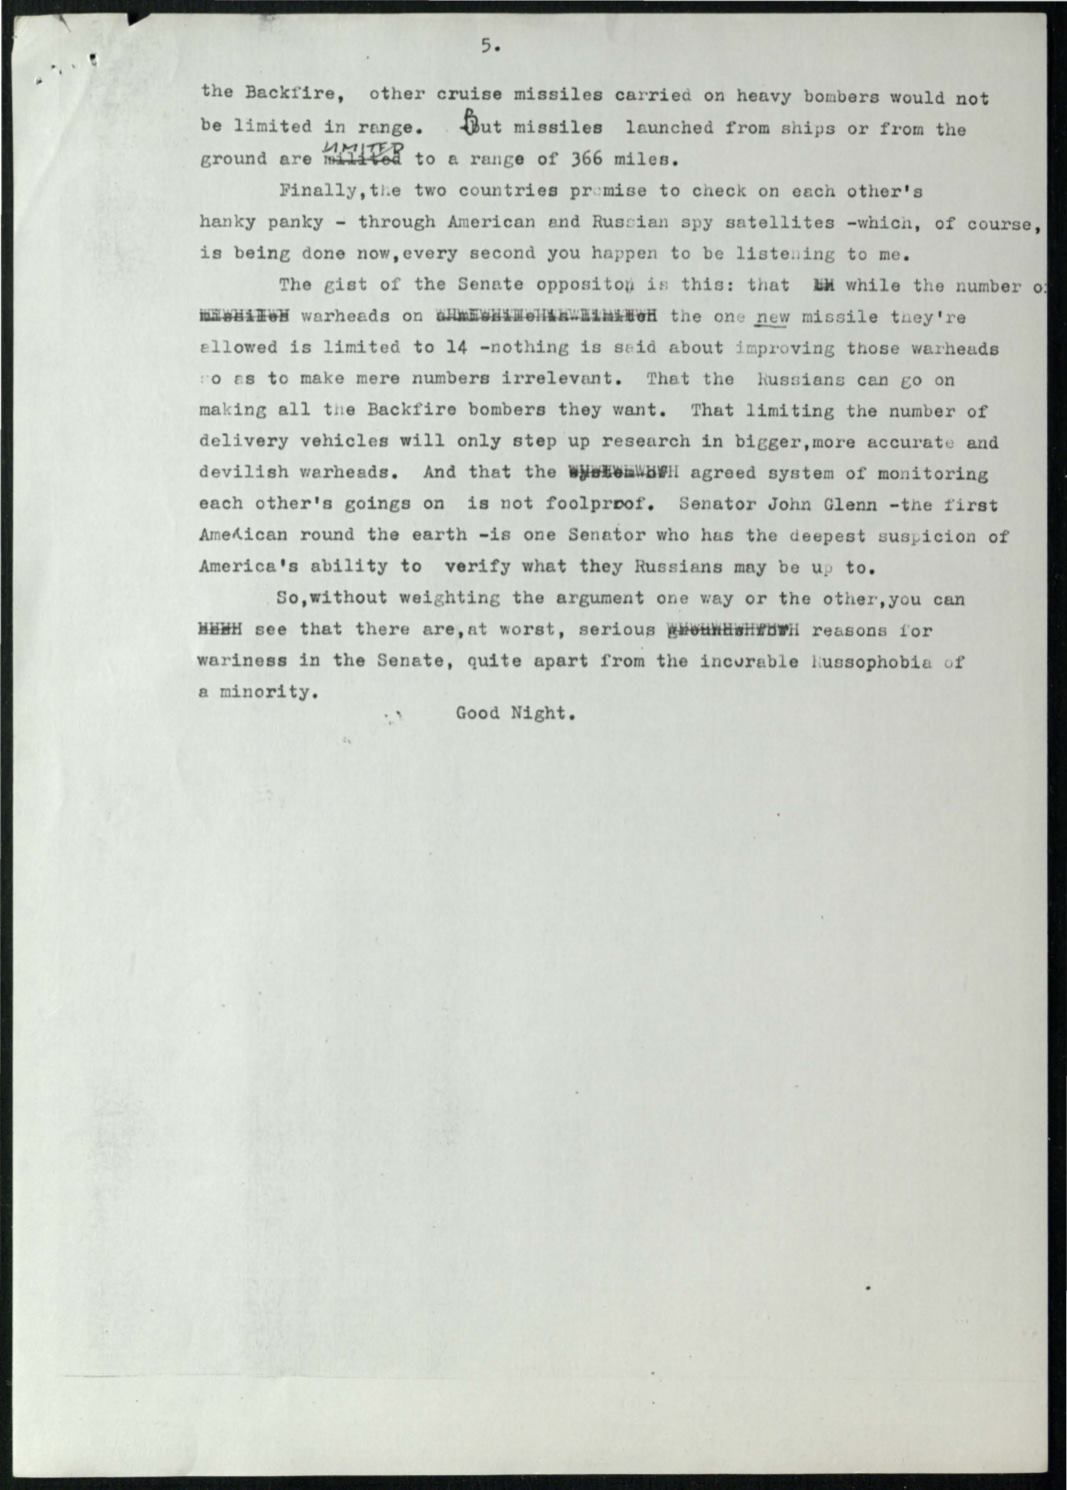 5.
the Backfire, other cruise missiles carried on heavy bombers would not
be limited in range. But missiles launched from ships or from the
LIMITED
ground are milited to a range of 366 miles.
Finally,the two countries promise to check on each other's
hanky panky - through American and Russian spy satellites -which, of course,
is being done now,every second you happen to be listening to me.
The gist of the Senate oppositon is this: that while the number of
warheads on the one new missile they're
allowed is limited to 14 -nothing is said about improving those warheads
so as to make mere numbers irrelevant. That the Russians can go on
making all the Backfire bombers they want. That limiting the number of
delivery vehicles will only step up research in bigger,more accurate and
devilish warheads. And that the agreed system of monitoring
each other's goings on is not foolproof. Senator John Glenn -the first
American round the earth -is one Senator who has the deepest suspicion of
America's ability to verify what they Russians may be up to.
So,without weighting the argument one way or the other,you can
see that there are,at worst, serious reasons for
wariness in the Senate, quite apart from the incurable Russophobia of
a minority.
Good Night.